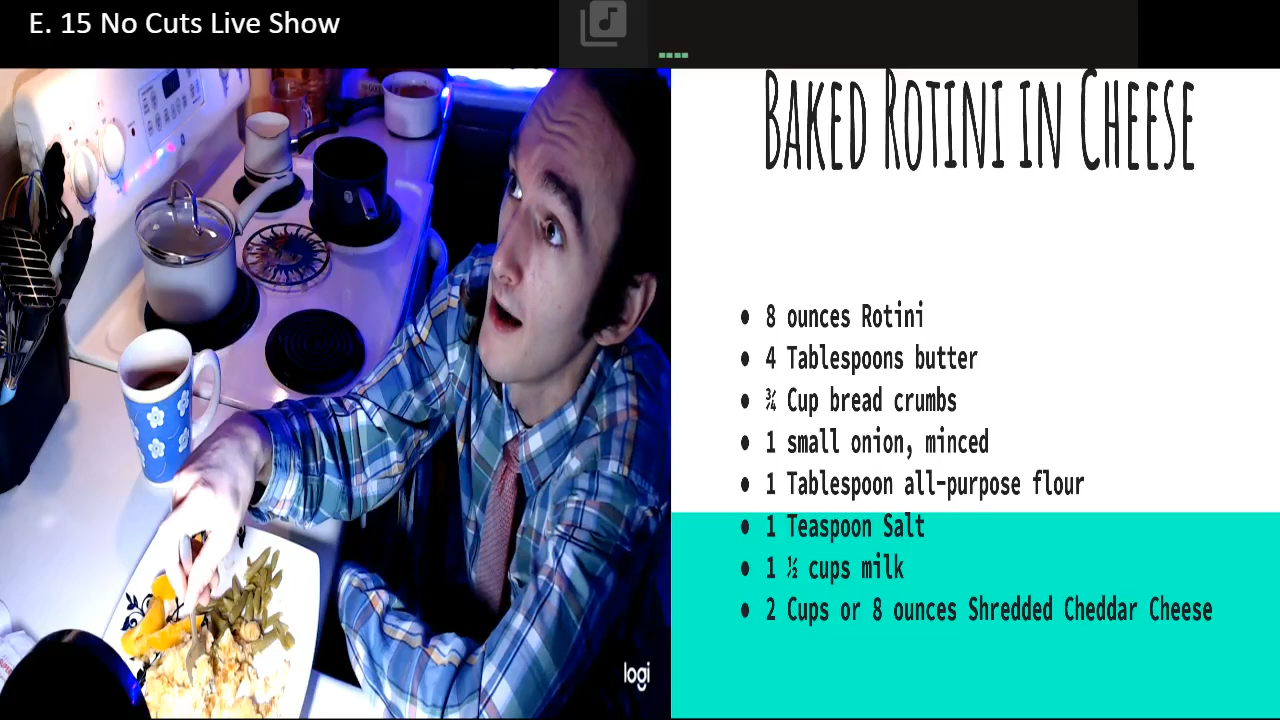 E. 15 No Cuts Live Show
BAKED ROTINI IN CHEESE
• 8 ounces Rotini
• 4 Tablespoons butter
• ¾ Cup bread crumbs
• 1 small onion, minced
• 1 Tablespoon all-purpose flour
• 1 Teaspoon Salt
• 1 ½ cups milk
• 2 Cups or 8 ounces Shredded Cheddar Cheese
logi